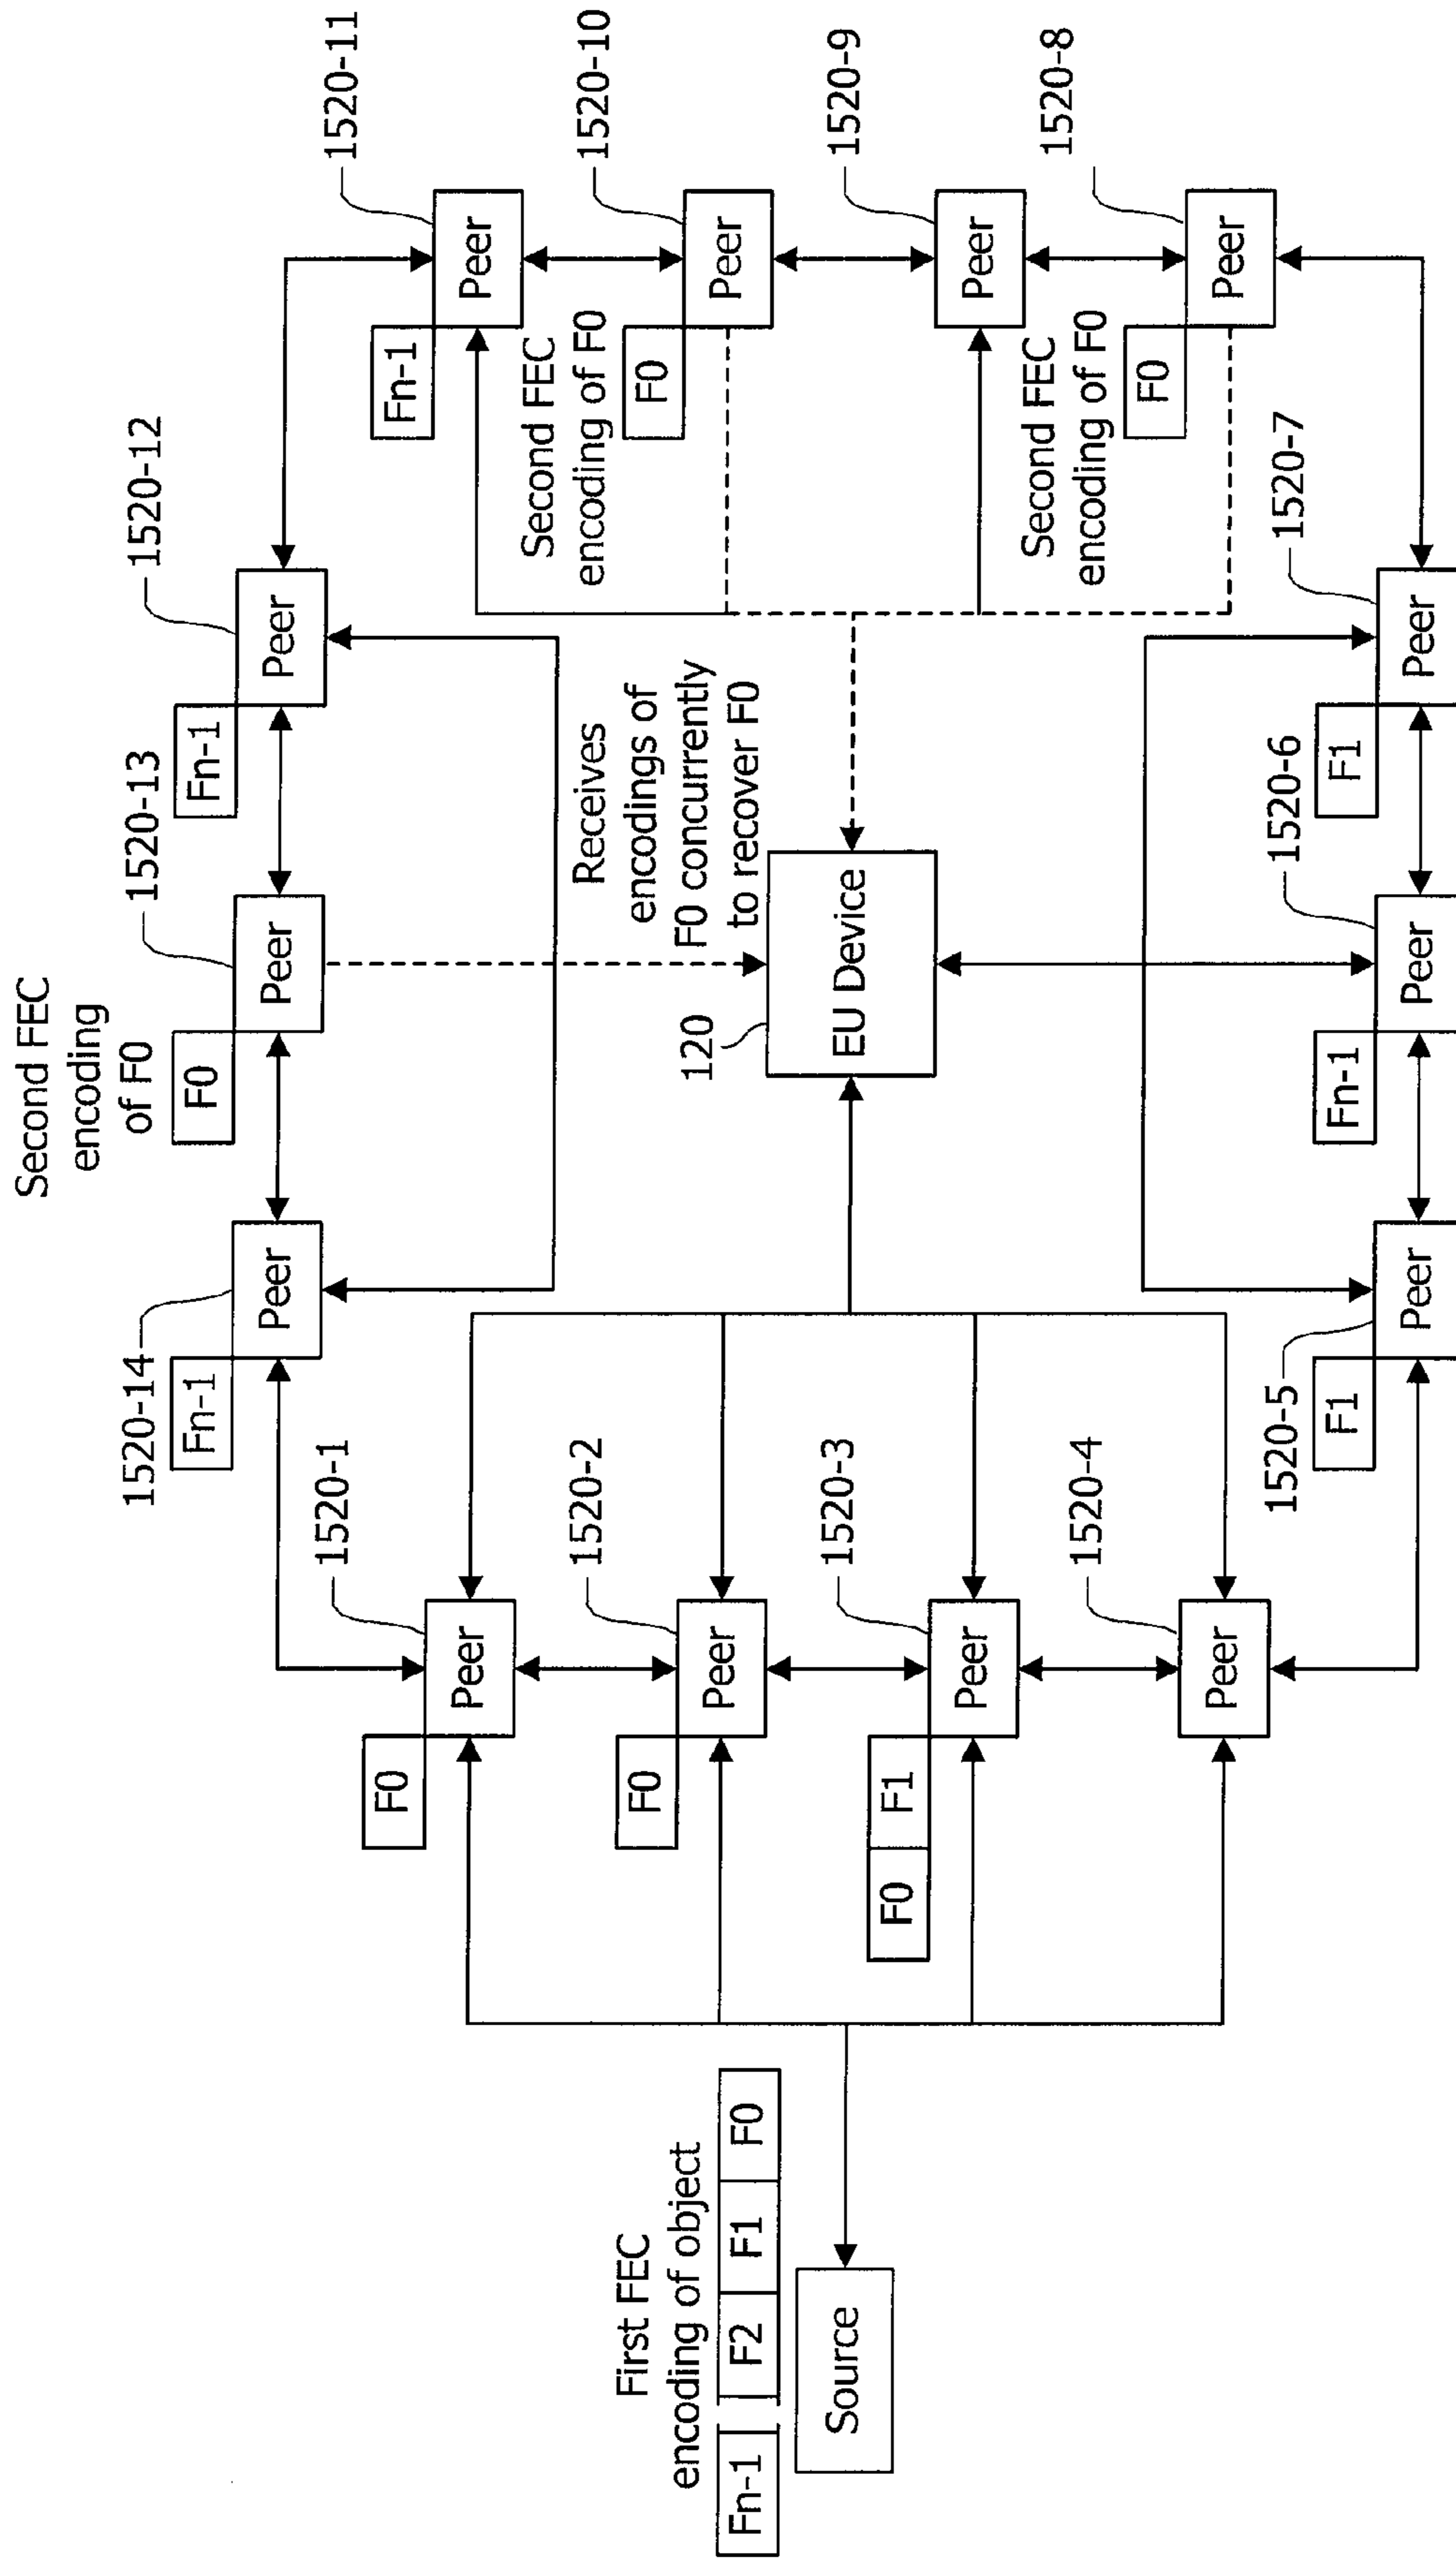 First FEC
encoding of object
Fn-1
F2
F1
F0
Source
F0
Peer
1520-1
F0
Peer
1520-2
F0
F1
Peer
1520-3
Peer
1520-4
Fn-1
Peer
1520-14
Second FEC
encoding
of F0
F0
Peer
1520-13
Fn-1
Peer
1520-12
Receives
encodings of
F0 concurrently
to recover F0
120
EU Device
F1
Peer
1520-5
Fn-1
Peer
1520-6
F1
Peer
1520-7
Fn-1
Peer
1520-11
Second FEC
encoding of F0
F0
Peer
1520-10
Peer
1520-9
Second FEC
encoding of F0
F0
Peer
1520-8